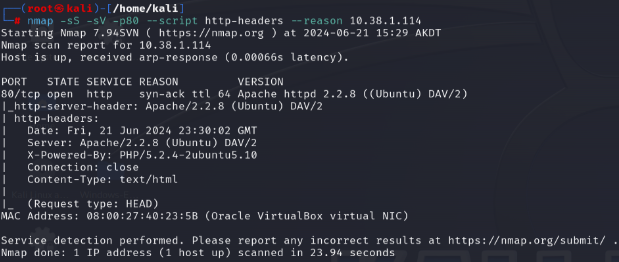 ┌──(root㉿kali)-[/home/kali]
└─# nmap -sS -sV -p80 --script http-headers --reason 10.38.1.114
Starting Nmap 7.94SVN ( https://nmap.org ) at 2024-06-21 15:29 AKDT
Nmap scan report for 10.38.1.114
Host is up, received arp-response (0.00066s latency).

PORT   STATE SERVICE REASON         VERSION
80/tcp open  http    syn-ack ttl 64 Apache httpd 2.2.8 ((Ubuntu) DAV/2)
|_http-server-header: Apache/2.2.8 (Ubuntu) DAV/2
| http-headers:
|   Date: Fri, 21 Jun 2024 23:30:02 GMT
|   Server: Apache/2.2.8 (Ubuntu) DAV/2
|   X-Powered-By: PHP/5.2.4-2ubuntu5.10
|   Connection: close
|   Content-Type: text/html
|
|_  (Request type: HEAD)
MAC Address: 08:00:27:40:23:5B (Oracle VirtualBox virtual NIC)

Service detection performed. Please report any incorrect results at https://nmap.org/submit/ .
Nmap done: 1 IP address (1 host up) scanned in 23.94 seconds